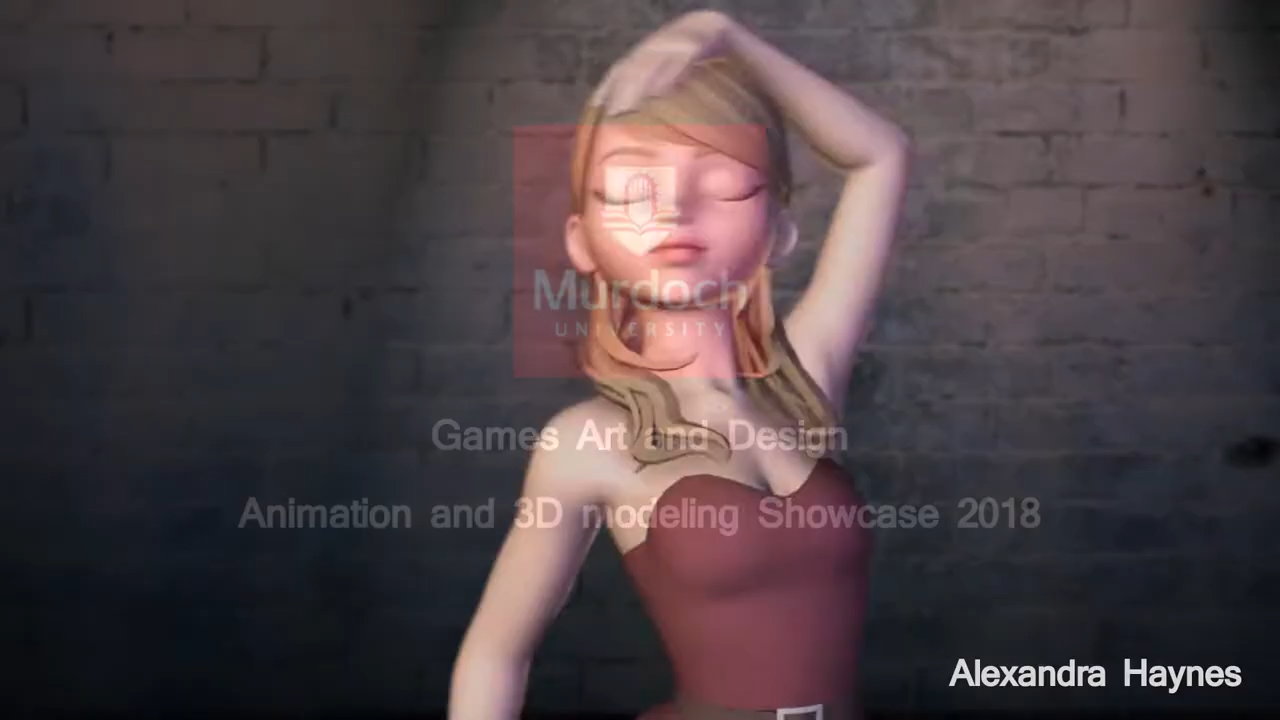 Murdoch
UNIVERSITY
Games Art and Design
Animation and 3D modeling Showcase 2018
Alexandra Haynes